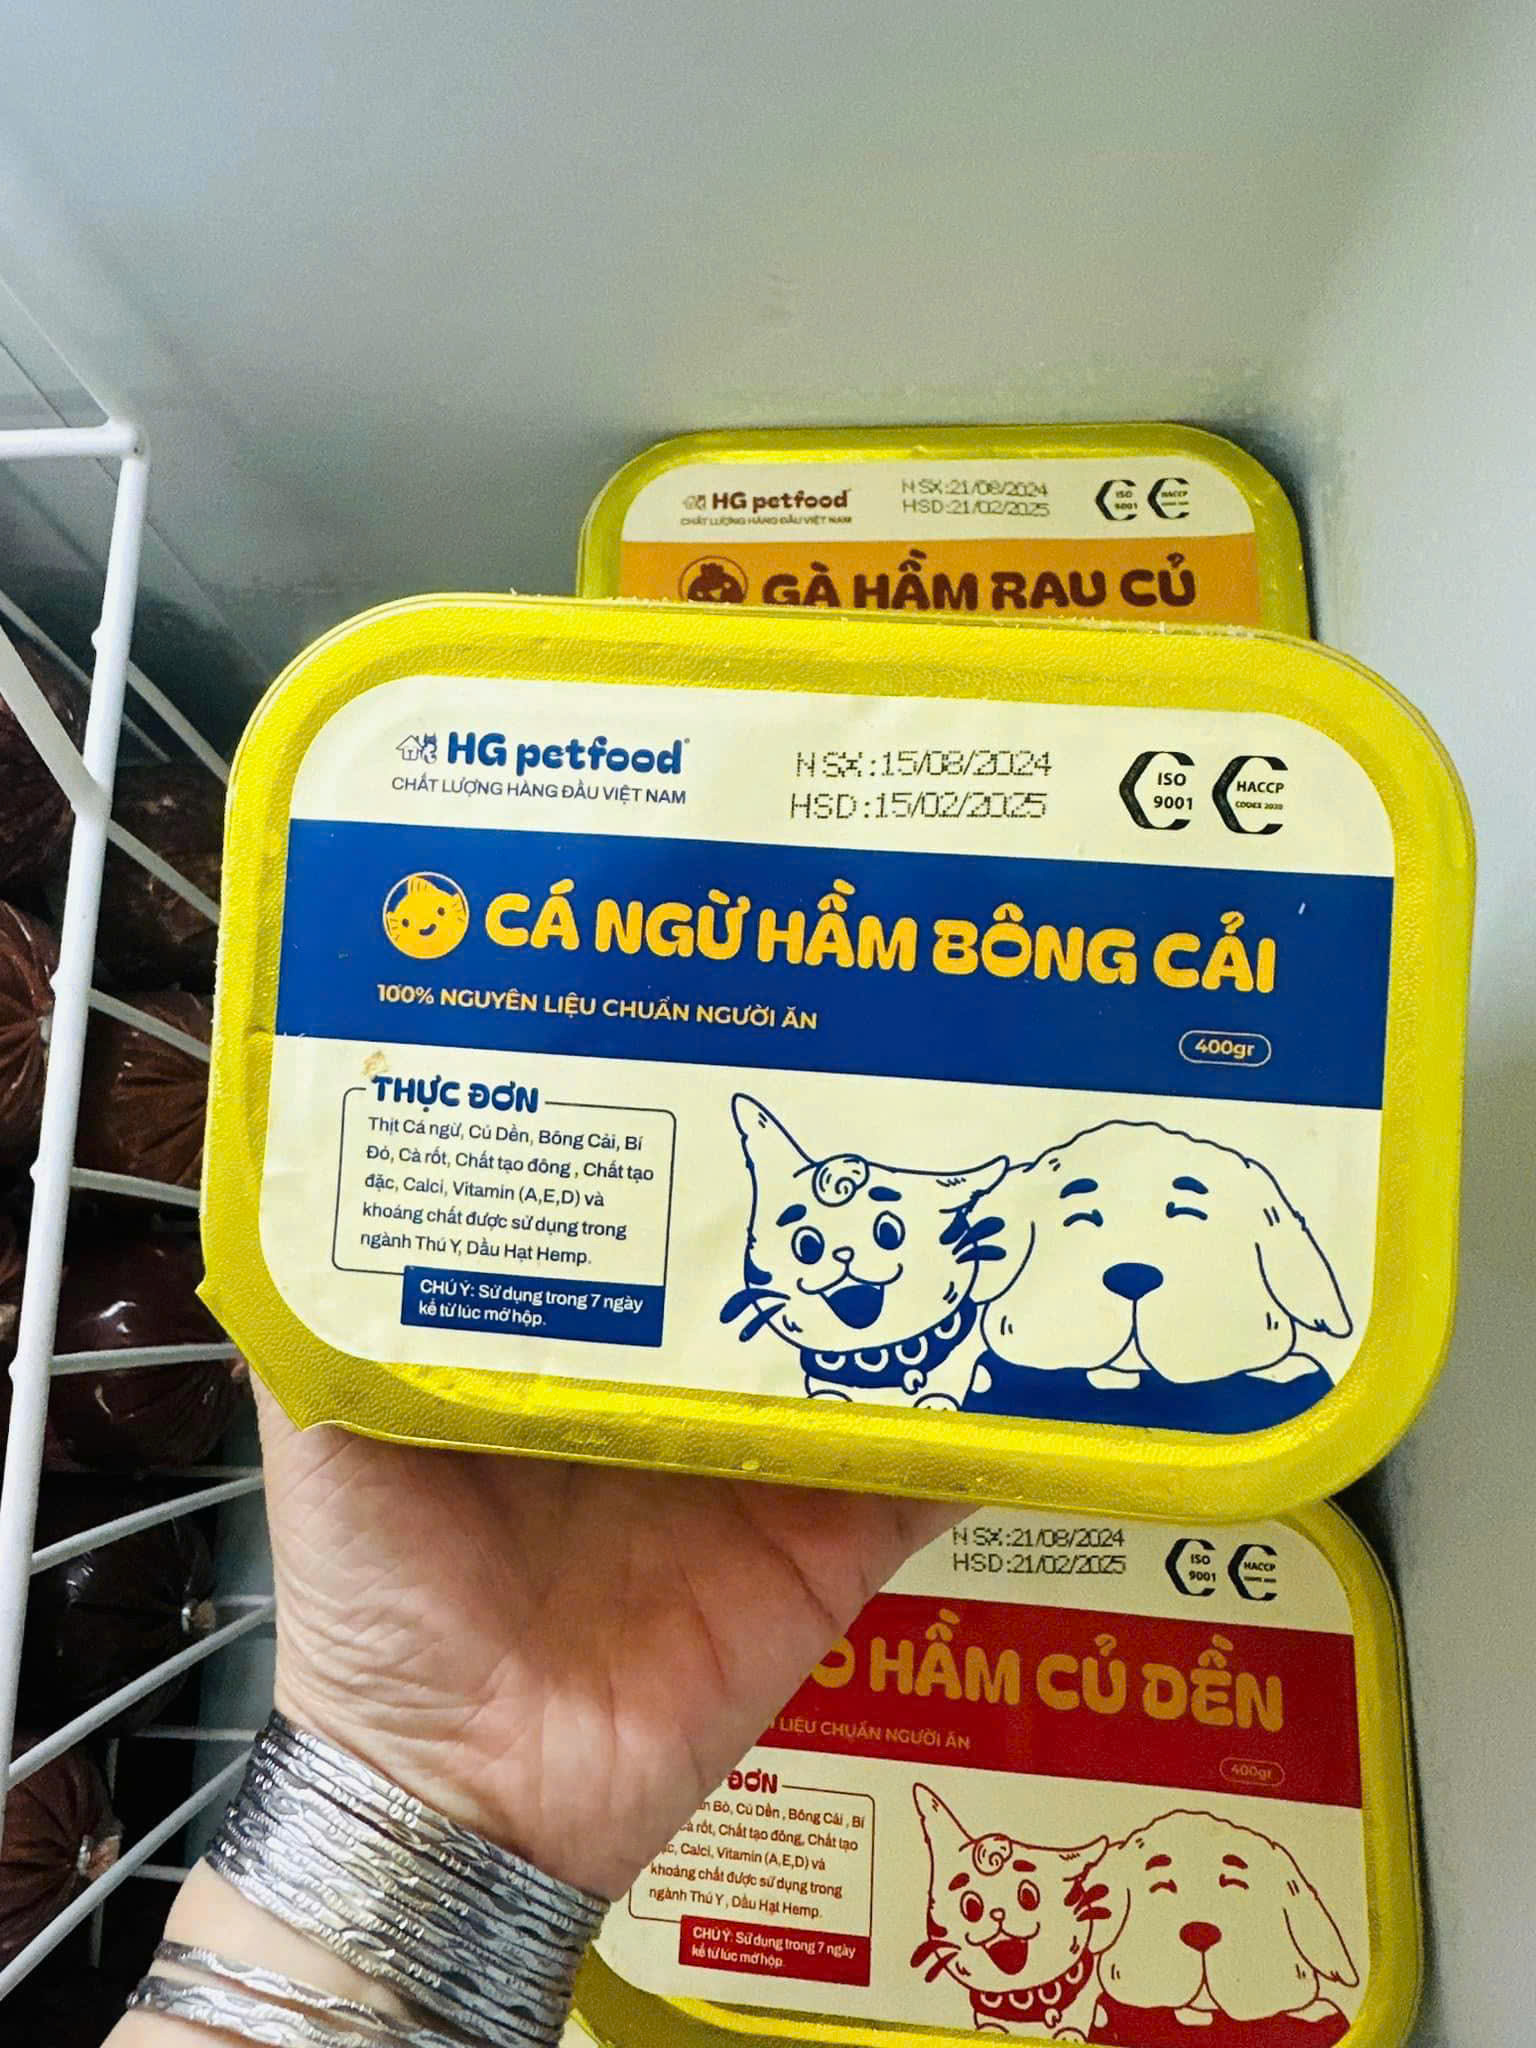 HG petfood
CHẤT LƯỢNG HÀNG ĐẦU VIỆT NAM
NSX:21/08/2024
HSD:21/02/2025
ISO
9001
HACCP
GÀ HẦM RAU CỦ
HG petfood
CHẤT LƯỢNG HÀNG ĐẦU VIỆT NAM
NSX:15/08/2024
HSD:15/02/2025
ISO
9001
HACCP
CODEX 2020
CÁ NGỪ HẦM BÔNG CẢI
100% NGUYÊN LIỆU CHUẨN NGƯỜI ĂN
400gr
THỰC ĐƠN
Thịt Cá ngừ, Củ Dền, Bông Cải, Bí
Đỏ, Cà rốt, Chất tạo đông , Chất tạo
đặc, Calci, Vitamin (A,E,D) và
khoáng chất được sử dụng trong
ngành Thú Y, Dầu Hạt Hemp.
CHÚ Ý: Sử dụng trong 7 ngày
kể từ lúc mở hộp.
NSX:21/08/2024
HSD:21/02/2025
ISO
9001
HACCP
HẦM CỦ DỀN
LIỆU CHUẨN NGƯỜI ĂN
400gr
ĐƠN
Bò, Củ Dền , Bông Cải , Bí
rốt, Chất tạo đông, Chất tạo
Calci, Vitamin (A,E,D) và
khoáng chất được sử dụng trong
ngành Thú Y , Dầu Hạt Hemp.
CHÚ Ý: Sử dụng trong 7 ngày
kể từ lúc mở hộp.